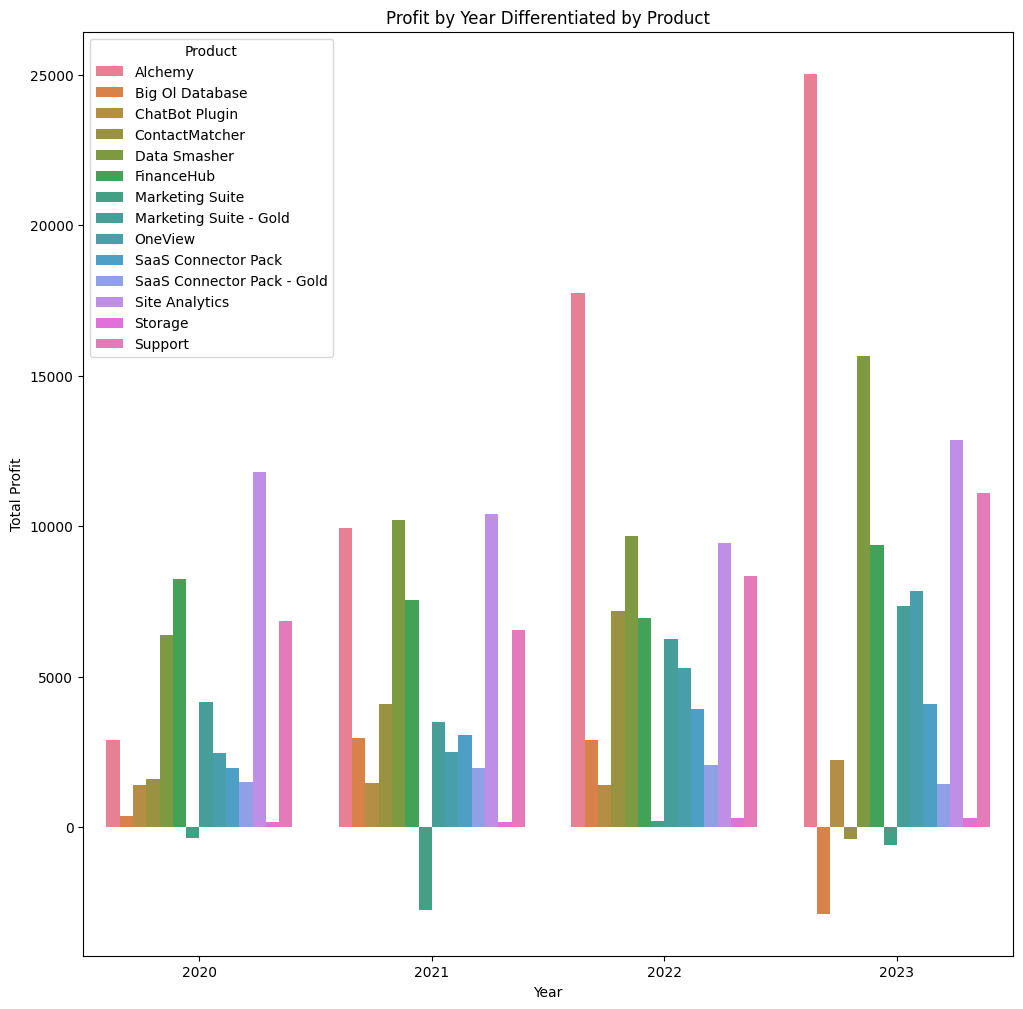 Profit by Year Differentiated by Product
Product
Alchemy
Big Ol Database
ChatBot Plugin
ContactMatcher
Data Smasher
FinanceHub
Marketing Suite
Marketing Suite - Gold
OneView
SaaS Connector Pack
SaaS Connector Pack - Gold
Site Analytics
Storage
Support
25000
20000
15000
10000
5000
0
Total Profit
2020 2021 2022 2023
Year